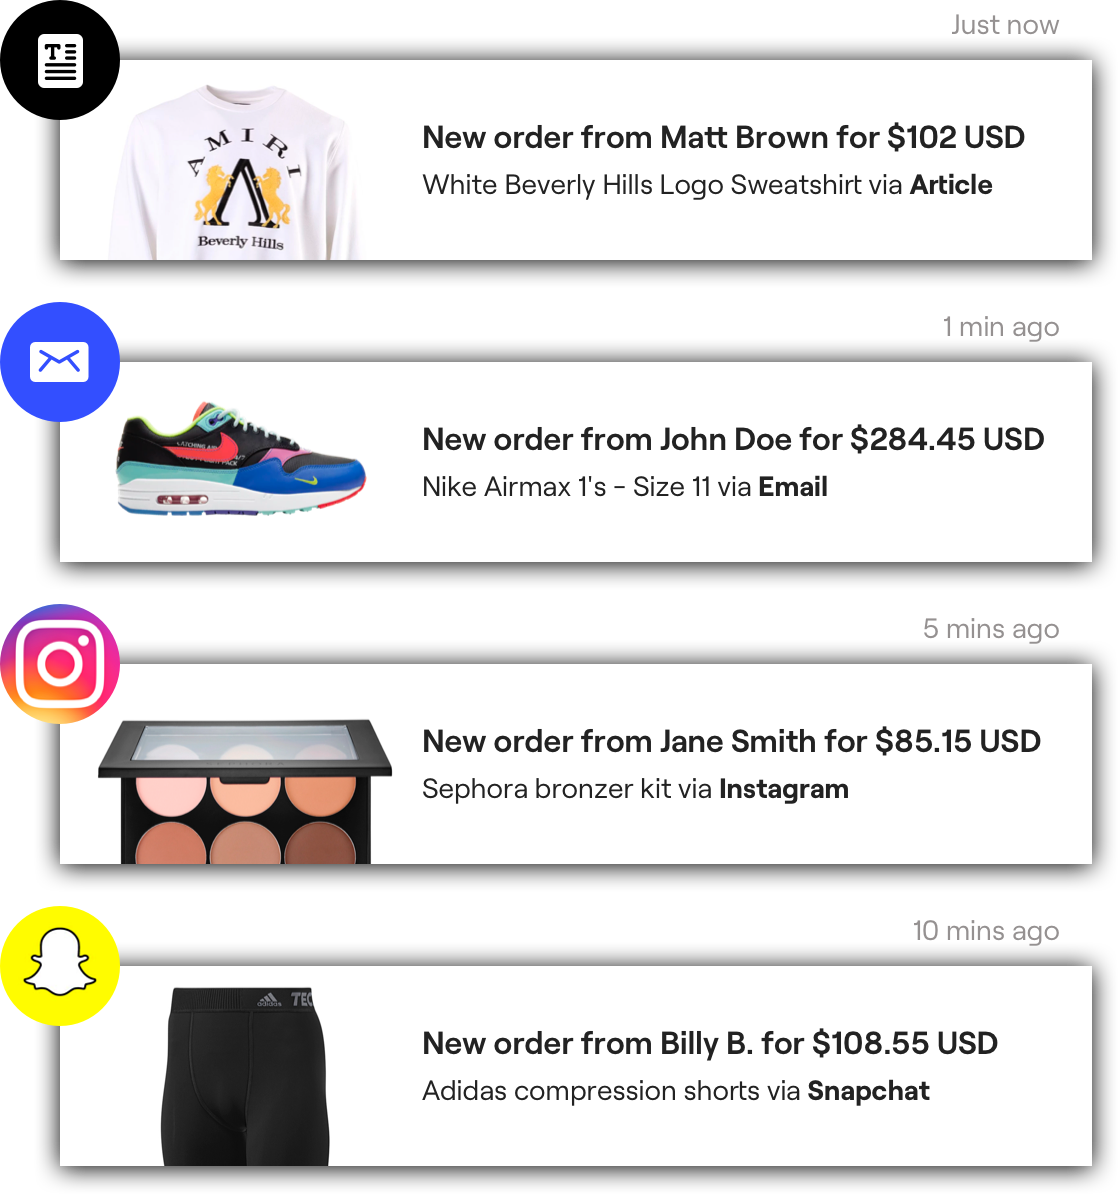 Just now
AMIRI
Beverly Hills
New order from Matt Brown for $102 USD
White Beverly Hills Logo Sweatshirt via Article
1 min ago
New order from John Doe for $284.45 USD
Nike Airmax 1's - Size 11 via Email
5 mins ago
SEPHORA
New order from Jane Smith for $85.15 USD
Sephora bronzer kit via Instagram
10 mins ago
adidas TEC
New order from Billy B. for $108.55 USD
Adidas compression shorts via Snapchat